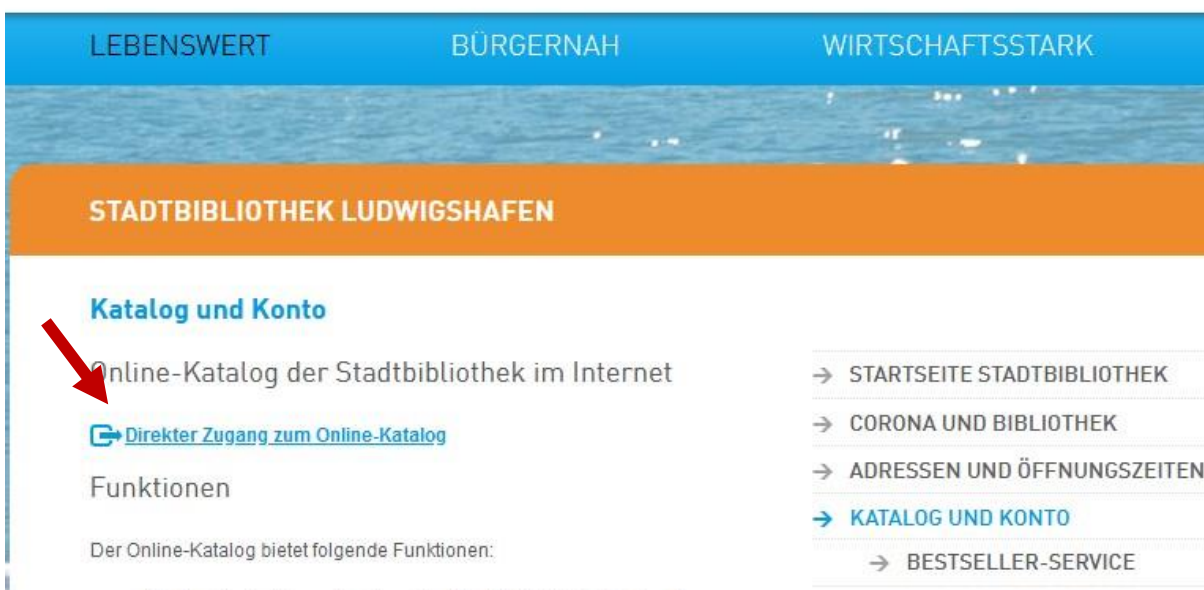 LEBENSWERT BÜRGERNAH WIRTSCHAFTSSTARK
STADTBIBLIOTHEK LUDWIGSHAFEN
Katalog und Konto
Online-Katalog der Stadtbibliothek im Internet
Direkter Zugang zum Online-Katalog
Funktionen
Der Online-Katalog bietet folgende Funktionen:
STARTSEITE STADTBIBLIOTHEK
CORONA UND BIBLIOTHEK
ADRESSEN UND ÖFFNUNGSZEITEN
KATALOG UND KONTO
BESTSELLER-SERVICE